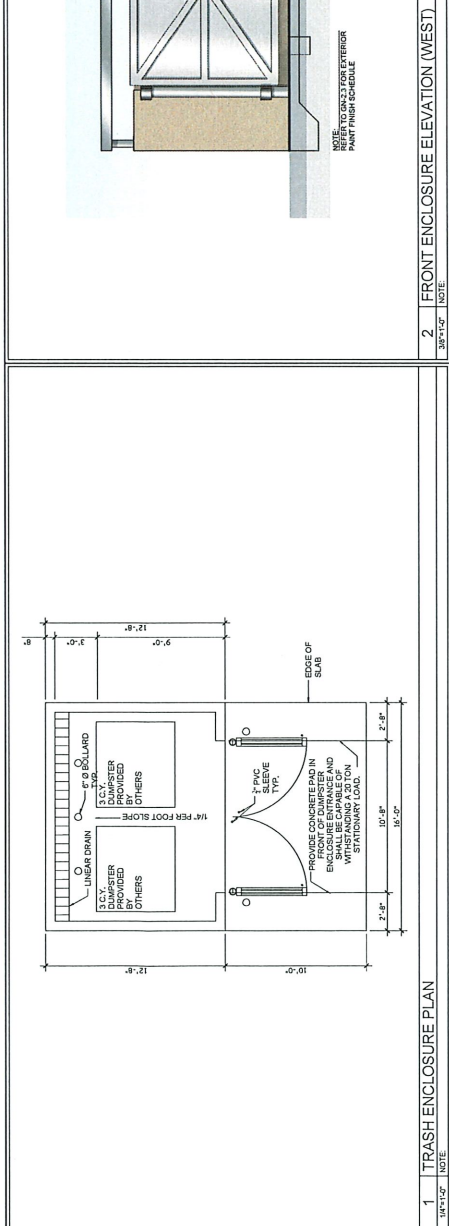 LINEAR DRAIN
6" Ø BOLLARD
TYP.
3 C.Y.
DUMPSTER
PROVIDED
BY
OTHERS
1/4" PER FOOT SLOPE
3 C.Y.
DUMPSTER
PROVIDED
BY
OTHERS
8"
3'-0"
9'-0"
12'-8"
12'-8"
10'-0"
PVC
SLEEVE
TYP.
EDGE OF
SLAB
PROVIDE CONCRETE PAD IN
FRONT OF DUMPSTER
ENCLOSURE ENTRANCE AND
SHALL BE CAPABLE OF
WITHSTANDING A 20 TON
STATIONARY LOAD.
2'-8"
10'-8"
2'-8"
16'-0"
1
TRASH ENCLOSURE PLAN
1/4"=1'-0"
NOTE:
NOTE:
REFER TO GN-2.3 FOR EXTERIOR
PAINT FINISH SCHEDULE
2
FRONT ENCLOSURE ELEVATION (WEST)
3/8"=1'-0"
NOTE: